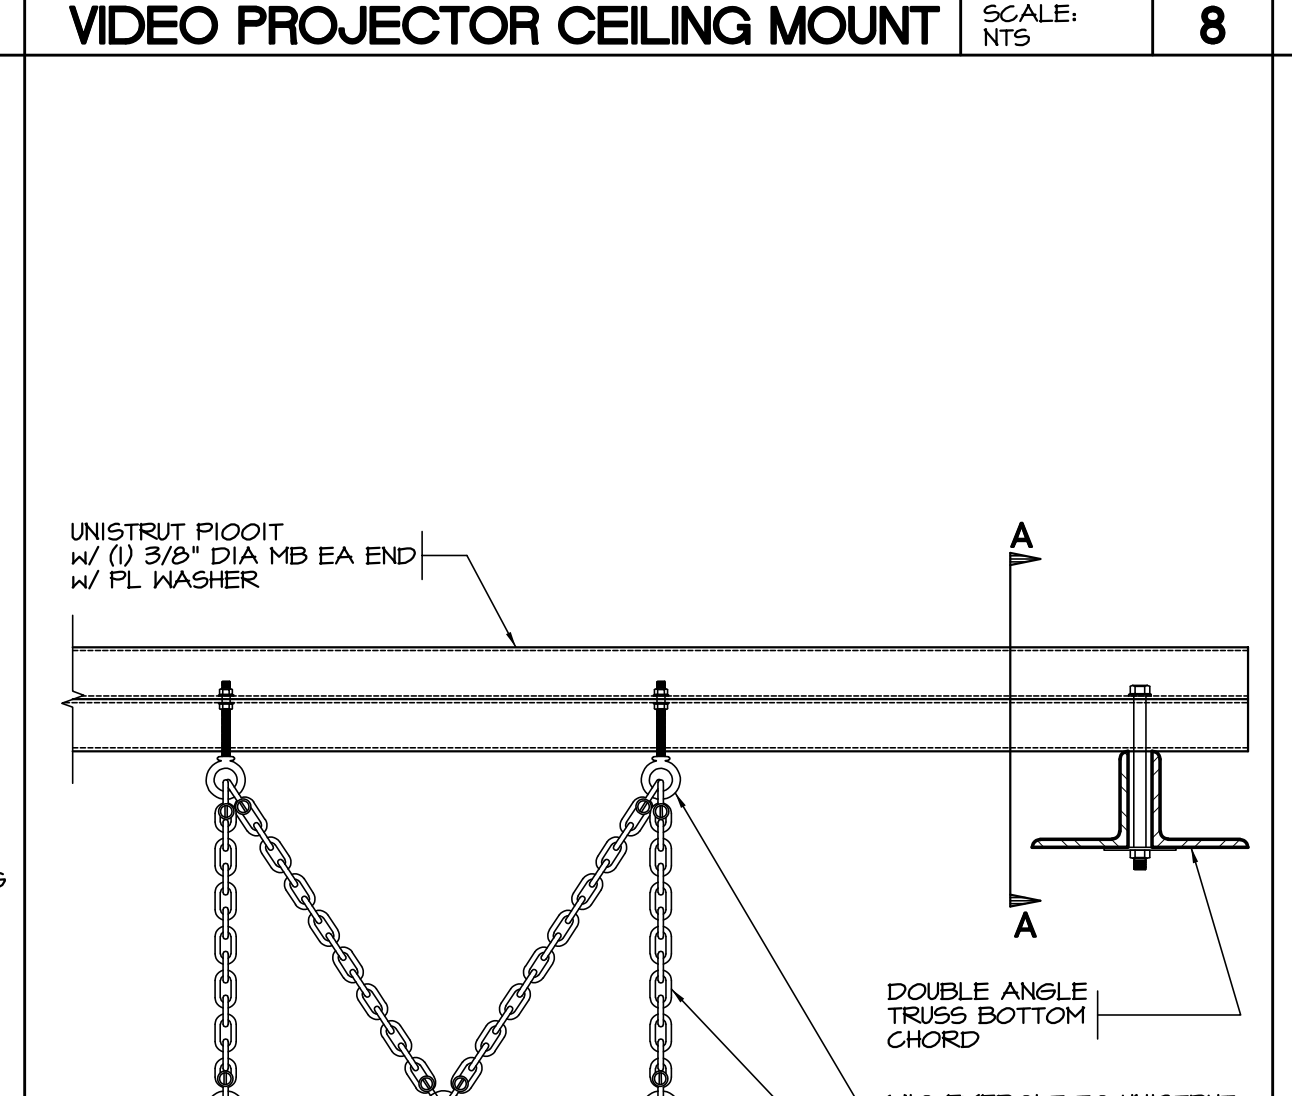 VIDEO PROJECTOR CEILING MOUNT
SCALE:
NTS
8
UNISTRUT P1001T
w/ (1) 3/8" DIA MB EA END
w/ PL WASHER
A
A
DOUBLE ANGLE
TRUSS BOTTOM
CHORD